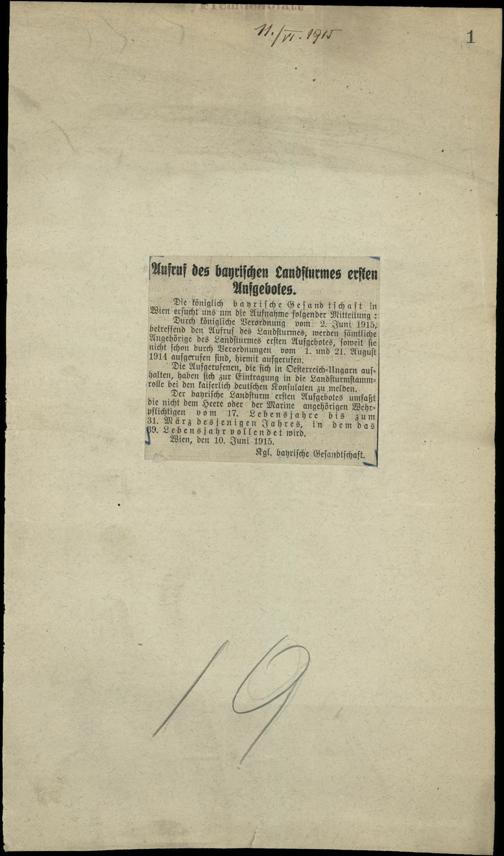 Fremdenblatt
11./VI. 1915
1
Aufruf des bayrischen Landsturmes ersten
Aufgebotes.
Die königlich bayrische Gesandtschaft in
Wien ersucht uns um die Aufnahme folgender Mitteilung:
Durch königliche Verordnung vom 2. Juni 1915,
betreffend den Aufruf des Landsturmes, werden sämtliche
Angehörige des Landsturmes ersten Aufgebotes, soweit sie
nicht schon durch Verordnungen vom 1. und 21. August
1914 aufgerufen sind, hiemit aufgerufen.
Die Aufgerufenen, die sich in Oesterreich-Ungarn auf-
halten, haben sich zur Eintragung in die Landsturmstamm-
rolle bei den kaiserlich deutschen Konsulaten zu melden.
Der bayrische Landsturm ersten Aufgebotes umfaßt
die nicht dem Heere oder der Marine angehörigen Wehr-
pflichtigen vom 17. Lebensjahre bis zum
31. März desjenigen Jahres, in dem das
39. Lebensjahr vollendet wird.
Wien, den 10. Juni 1915.
Kgl. bayrische Gesandtschaft.
19